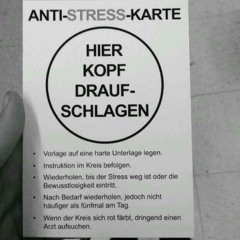 ANTI-STRESS-KARTE
HIER
KOPF
DRAUF-
SCHLAGEN
• Vorlage auf eine harte Unterlage legen.
• Instruktion im Kreis befolgen.
• Wiederholen, bis der Stress weg ist oder die
Bewusstlosigkeit eintritt.
• Nach Bedarf wiederholen, jedoch nicht
häufiger als fünfmal am Tag.
• Wenn der Kreis sich rot färbt, dringend einen
Arzt aufsuchen.